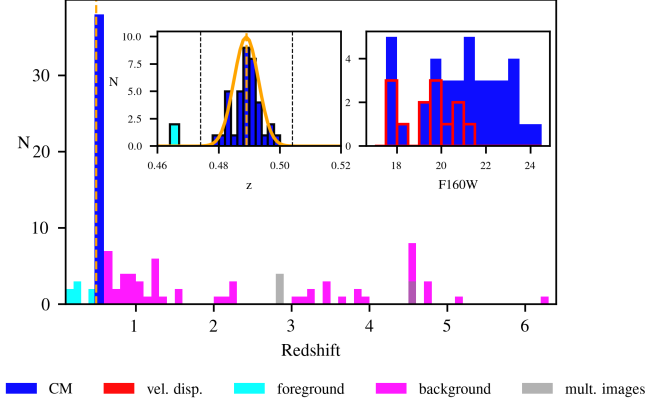 10.0
7.5
N
5.0
2.5
0.0
0.46
0.48
0.50
0.52
z
4
2
0
18
20
22
24
F160W
30
N
20
10
0
1
2
3
4
5
6
Redshift
CM
vel. disp.
foreground
background
mult. images